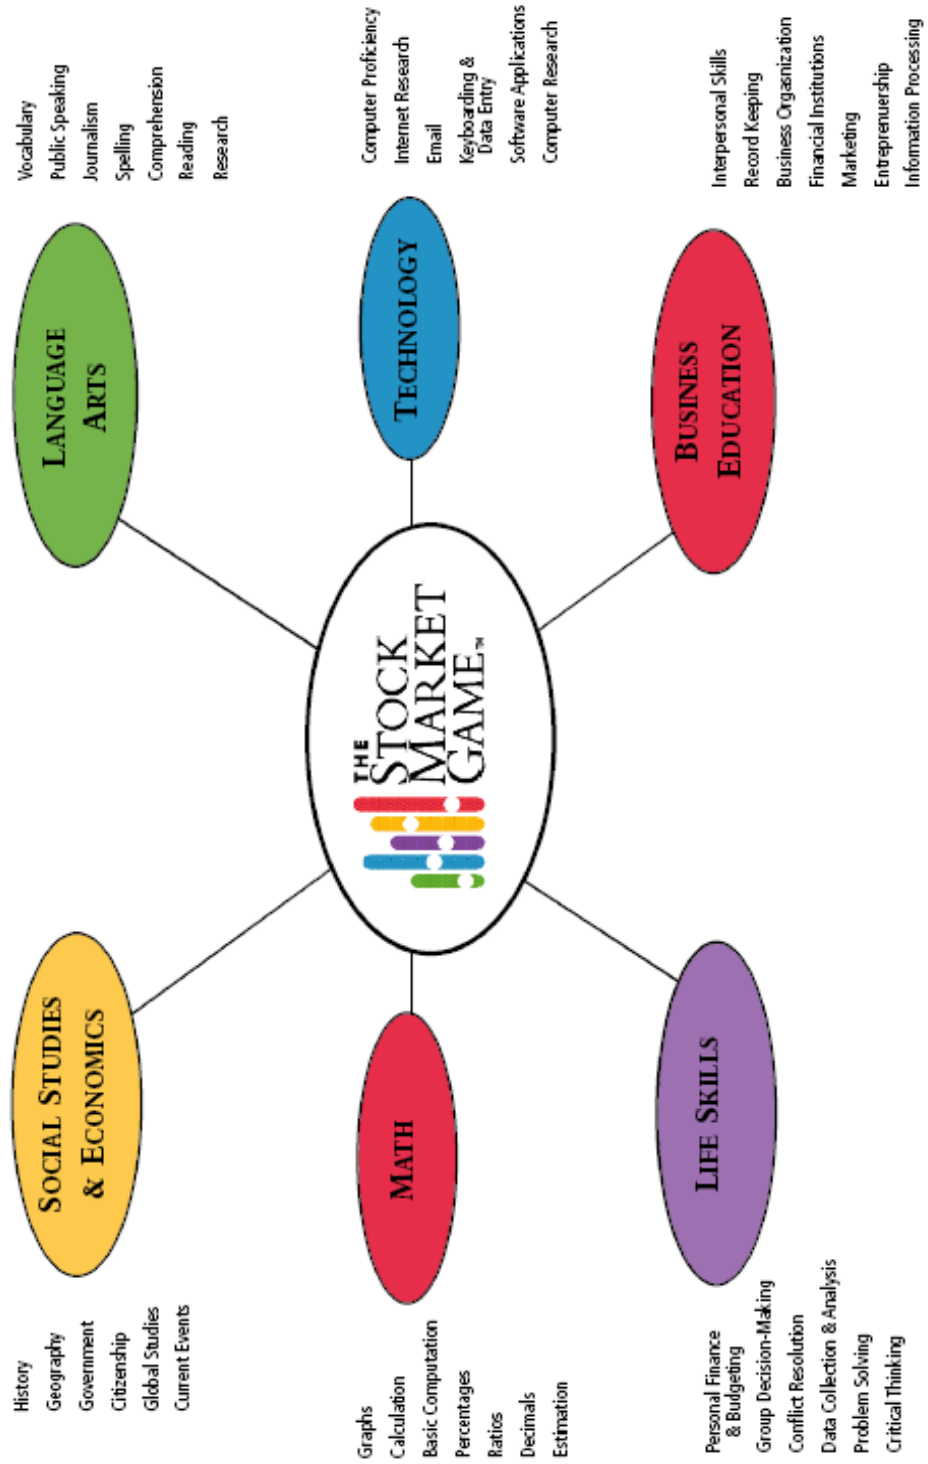 History
Geography
Government
Citizenship
Global Studies
Current Events
SOCIAL STUDIES
& ECONOMICS
LANGUAGE
ARTS
Vocabulary
Public Speaking
Journalism
Spelling
Comprehension
Reading
Research
Graphs
Calculation
Basic Computation
Percentages
Ratios
Decimals
Estimation
MATH
THE
STOCK
MARKET
GAME™
TECHNOLOGY
Computer Proficiency
Internet Research
Email
Keyboarding &
Data Entry
Software Applications
Computer Research
Personal Finance
& Budgeting
Group Decision-Making
Conflict Resolution
Data Collection & Analysis
Problem Solving
Critical Thinking
LIFE SKILLS
BUSINESS
EDUCATION
Interpersonal Skills
Record Keeping
Business Orgasnization
Financial Institutions
Marketing
Entreprenuership
Information Processing